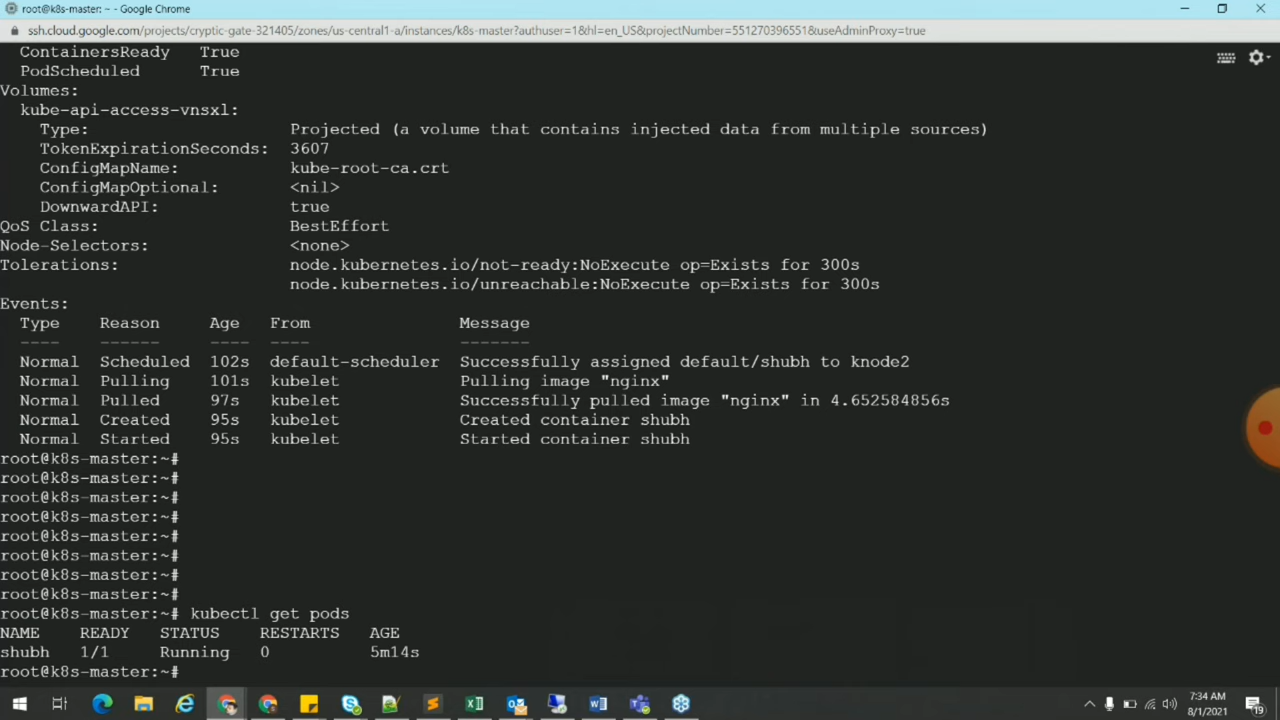 root@k8s-master: ~ - Google Chrome
ssh.cloud.google.com/projects/cryptic-gate-321405/zones/us-central1-a/instances/k8s-master?authuser=1&hl=en_US&projectNumber=551270396551&useAdminProxy=true
ContainersReady True
PodScheduled True
Volumes:
kube-api-access-vnsxl:
Type: Projected (a volume that contains injected data from multiple sources)
TokenExpirationSeconds: 3607
ConfigMapName: kube-root-ca.crt
ConfigMapOptional: <nil>
DownwardAPI: true
QoS Class: BestEffort
Node-Selectors: <none>
Tolerations: node.kubernetes.io/not-ready:NoExecute op=Exists for 300s
node.kubernetes.io/unreachable:NoExecute op=Exists for 300s
Events:
Type Reason Age From Message
---- ------ ---- ---- -------
Normal Scheduled 102s default-scheduler Successfully assigned default/shubh to knode2
Normal Pulling 101s kubelet Pulling image "nginx"
Normal Pulled 97s kubelet Successfully pulled image "nginx" in 4.652584856s
Normal Created 95s kubelet Created container shubh
Normal Started 95s kubelet Started container shubh
root@k8s-master:~#
root@k8s-master:~#
root@k8s-master:~#
root@k8s-master:~#
root@k8s-master:~#
root@k8s-master:~#
root@k8s-master:~#
root@k8s-master:~#
root@k8s-master:~# kubectl get pods
NAME READY STATUS RESTARTS AGE
shubh 1/1 Running 0 5m14s
root@k8s-master:~#
7:34 AM
8/1/2021
19